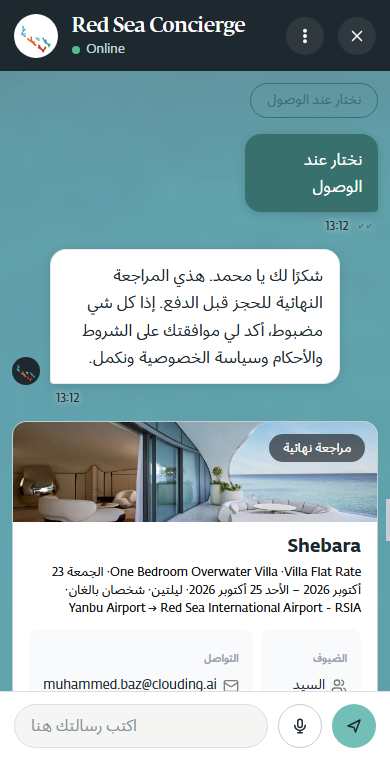 Red Sea Concierge
Online
نختار عند الوصول
نختار عند
الوصول
13:12
شكرًا لك يا محمد. هذي المراجعة
النهائية للحجز قبل الدفع. إذا كل شي
مضبوط، أكد لي موافقتك على الشروط
والأحكام وسياسة الخصوصية ونكمل.
13:12
مراجعة نهائية
Shebara
One Bedroom Overwater Villa · Villa Flat Rate · الجمعة 23
أكتوبر 2026 – الأحد 25 أكتوبر 2026 · ليلتين · شخصان بالغان ·
Yanbu Airport → Red Sea International Airport - RSIA
الضيوف
السيد
التواصل
muhammed.baz@clouding.ai
اكتب رسالتك هنا